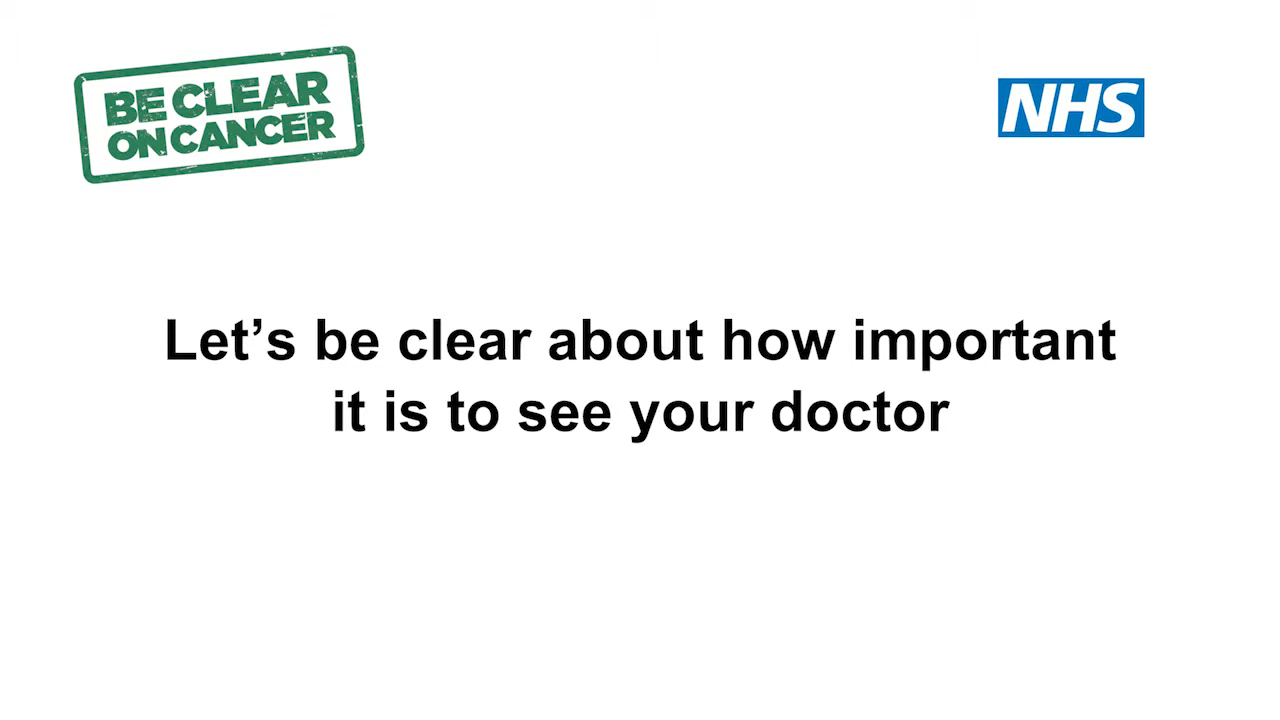 BE CLEAR
ON CANCER
NHS
Let’s be clear about how important
it is to see your doctor